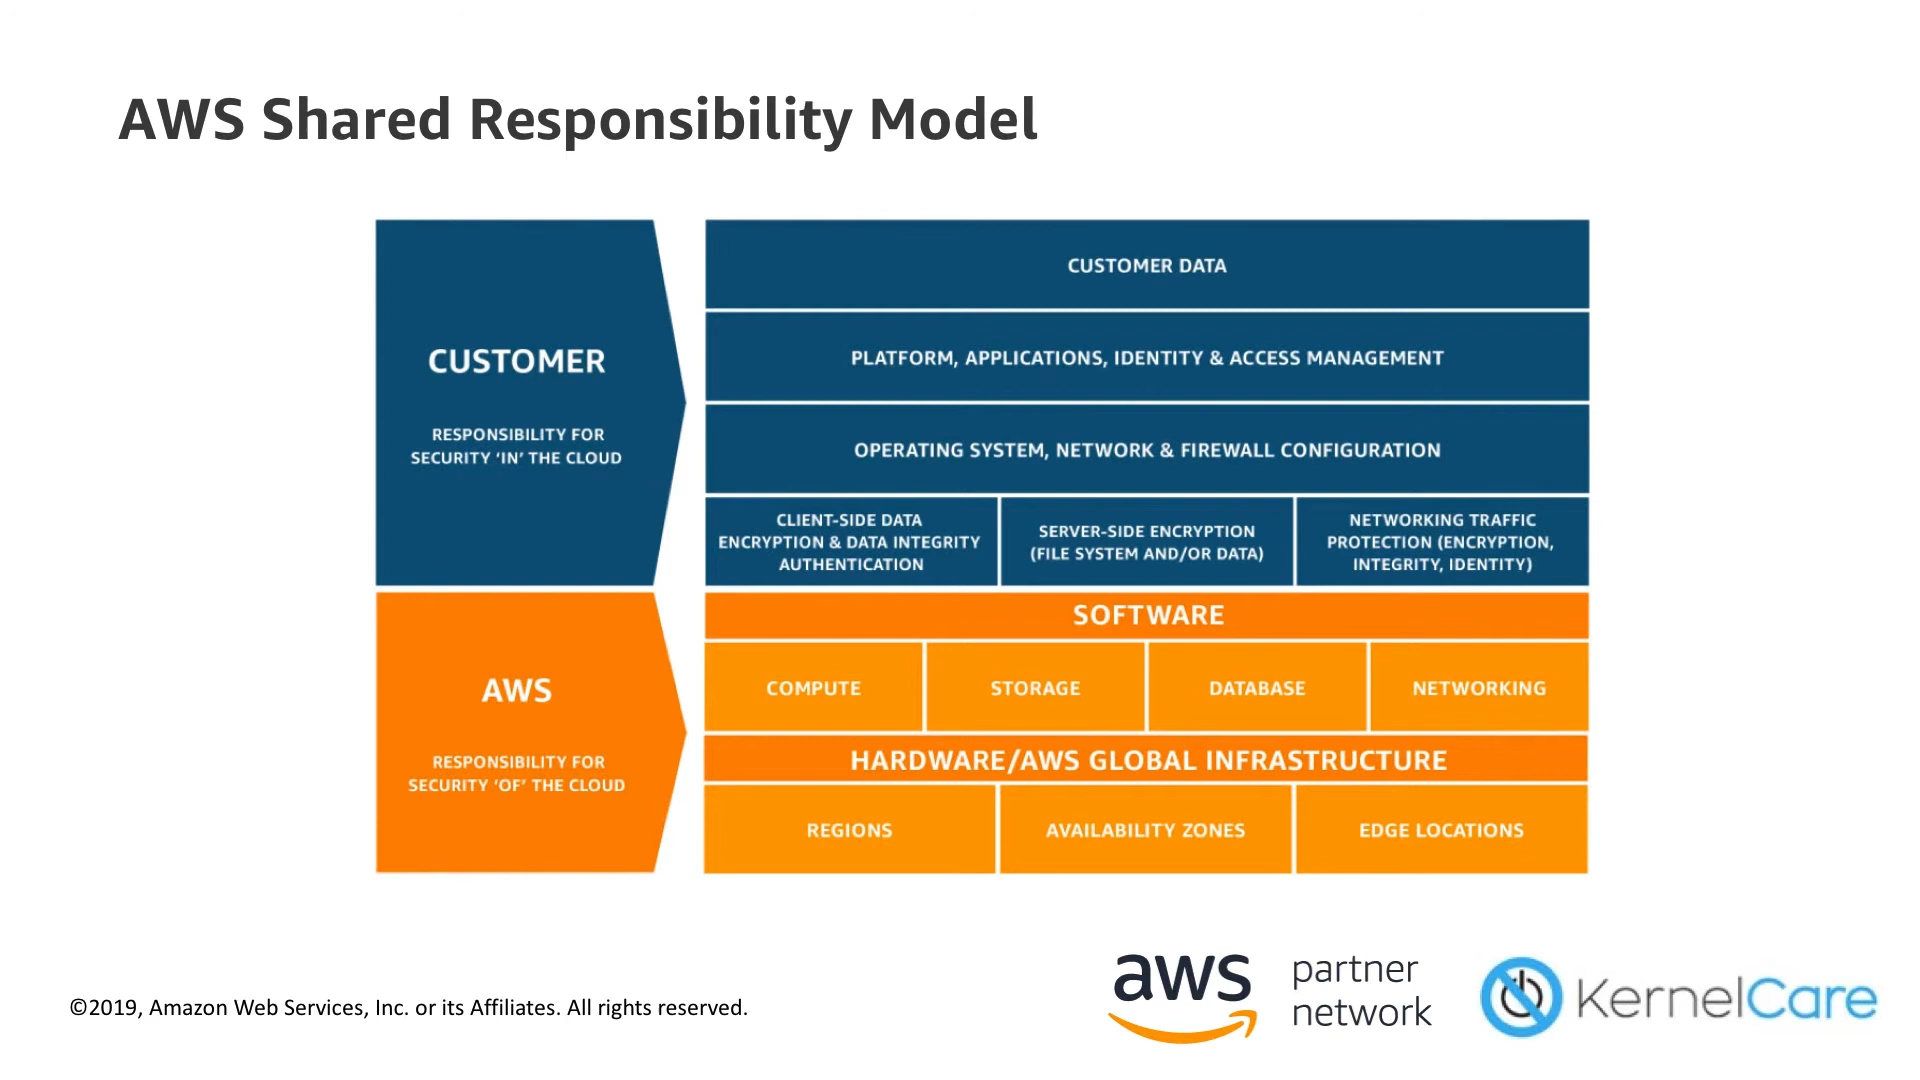 AWS Shared Responsibility Model
CUSTOMER
RESPONSIBILITY FOR
SECURITY ‘IN’ THE CLOUD
CUSTOMER DATA
PLATFORM, APPLICATIONS, IDENTITY & ACCESS MANAGEMENT
OPERATING SYSTEM, NETWORK & FIREWALL CONFIGURATION
CLIENT-SIDE DATA
ENCRYPTION & DATA INTEGRITY
AUTHENTICATION
SERVER-SIDE ENCRYPTION
(FILE SYSTEM AND/OR DATA)
NETWORKING TRAFFIC
PROTECTION (ENCRYPTION,
INTEGRITY, IDENTITY)
AWS
RESPONSIBILITY FOR
SECURITY ‘OF’ THE CLOUD
SOFTWARE
COMPUTE
STORAGE
DATABASE
NETWORKING
HARDWARE/AWS GLOBAL INFRASTRUCTURE
REGIONS
AVAILABILITY ZONES
EDGE LOCATIONS
©2019, Amazon Web Services, Inc. or its Affiliates. All rights reserved.
aws
partner
network
KernelCare